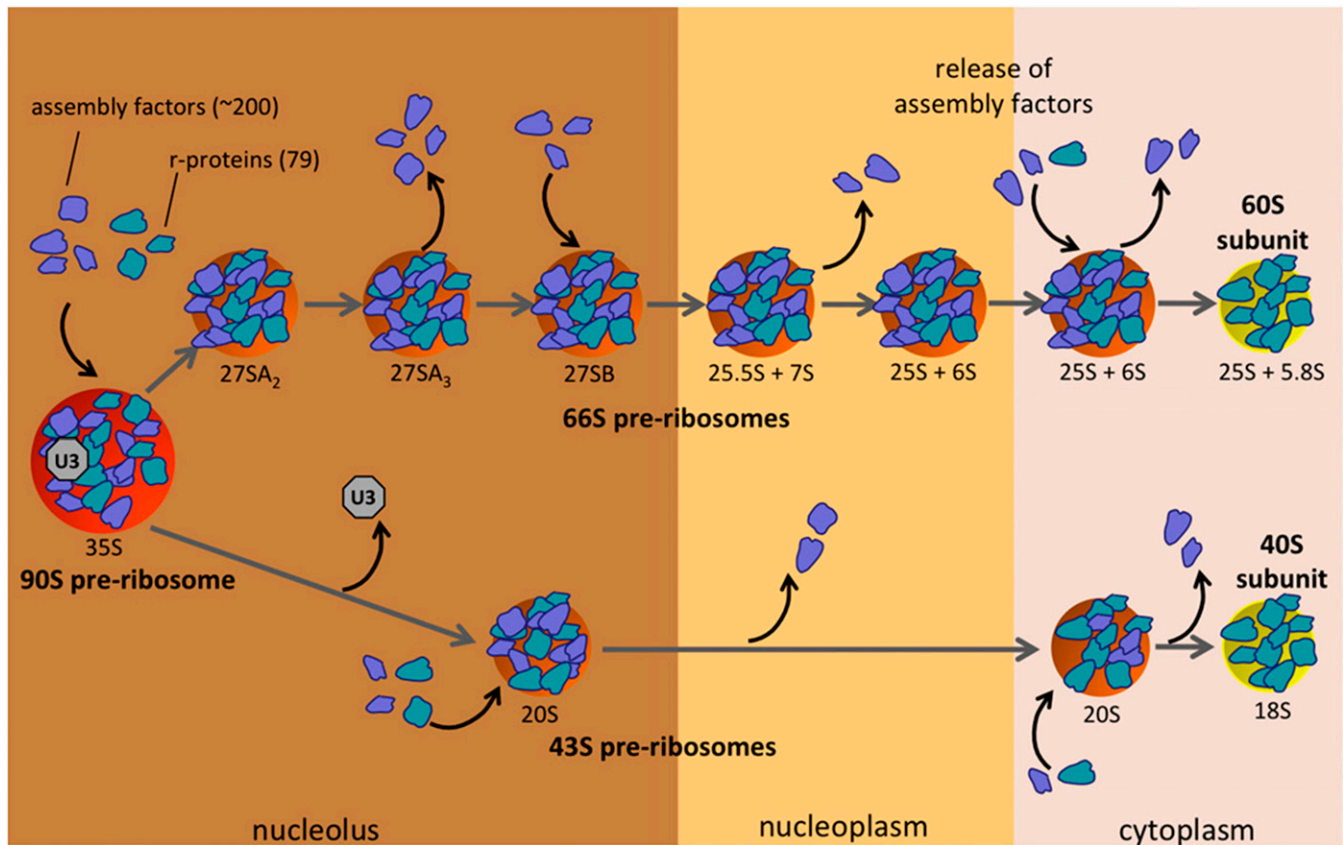 release of
assembly factors
assembly factors (~200)
r-proteins (79)
60S
subunit
27SA₂
27SA₃
27SB
25.5S + 7S
25S + 6S
25S + 6S
25S + 5.8S
66S pre-ribosomes
U3
U3
35S
90S pre-ribosome
40S
subunit
20S
20S
18S
43S pre-ribosomes
nucleolus
nucleoplasm
cytoplasm